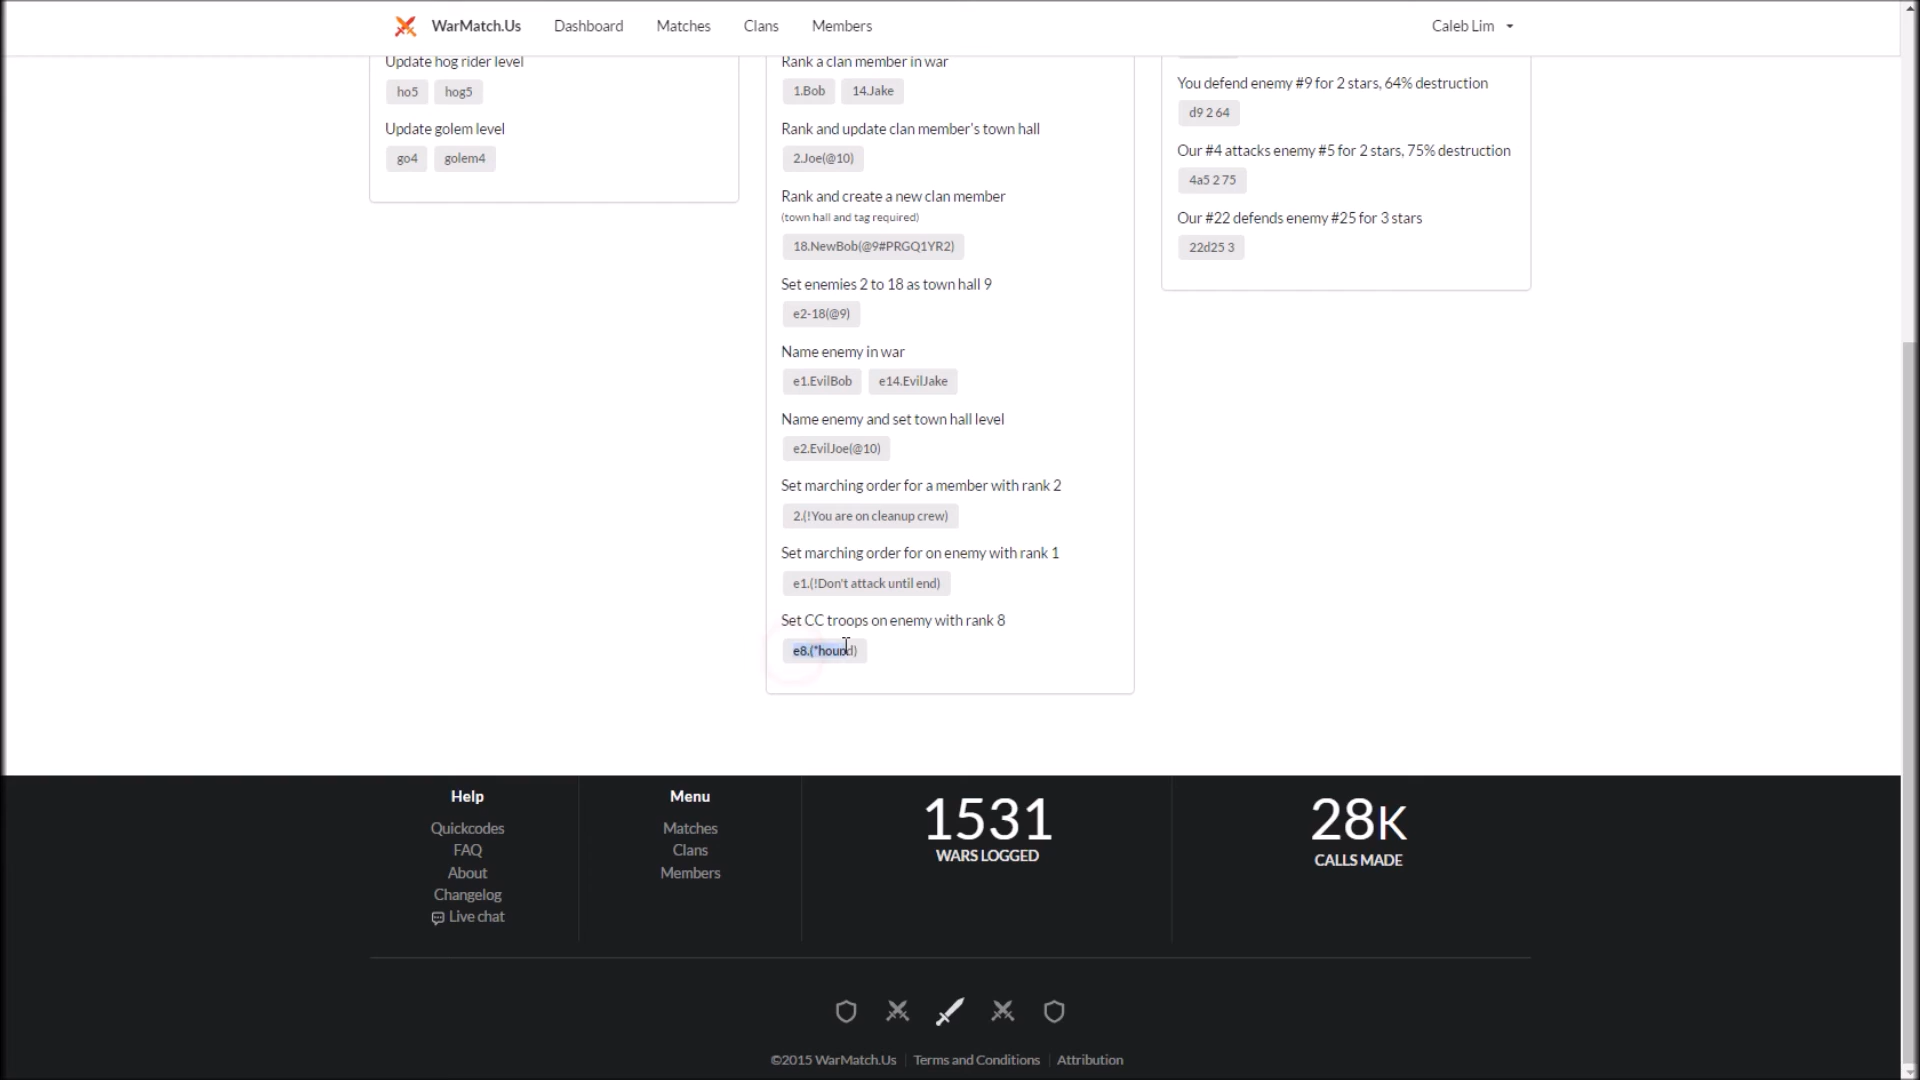 WarMatch.Us
Dashboard
Matches
Clans
Members
Caleb Lim
Update hog rider level
ho5 hog5
Update golem level
go4 golem4
Rank a clan member in war
1.Bob 14.Jake
Rank and update clan member's town hall
2.Joe(@10)
Rank and create a new clan member
(town hall and tag required)
18.NewBob(@9#PRGQ1YR2)
Set enemies 2 to 18 as town hall 9
e2-18(@9)
Name enemy in war
e1.EvilBob e14.EvilJake
Name enemy and set town hall level
e2.EvilJoe(@10)
Set marching order for a member with rank 2
2.(!You are on cleanup crew)
Set marching order for on enemy with rank 1
e1.(!Don't attack until end)
Set CC troops on enemy with rank 8
e8.(*hound)
You defend enemy #9 for 2 stars, 64% destruction
d9 2 64
Our #4 attacks enemy #5 for 2 stars, 75% destruction
4a5 2 75
Our #22 defends enemy #25 for 3 stars
22d25 3
Help
Quickcodes
FAQ
About
Changelog
Live chat
Menu
Matches
Clans
Members
1531
WARS LOGGED
28K
CALLS MADE
©2015 WarMatch.Us
Terms and Conditions
Attribution